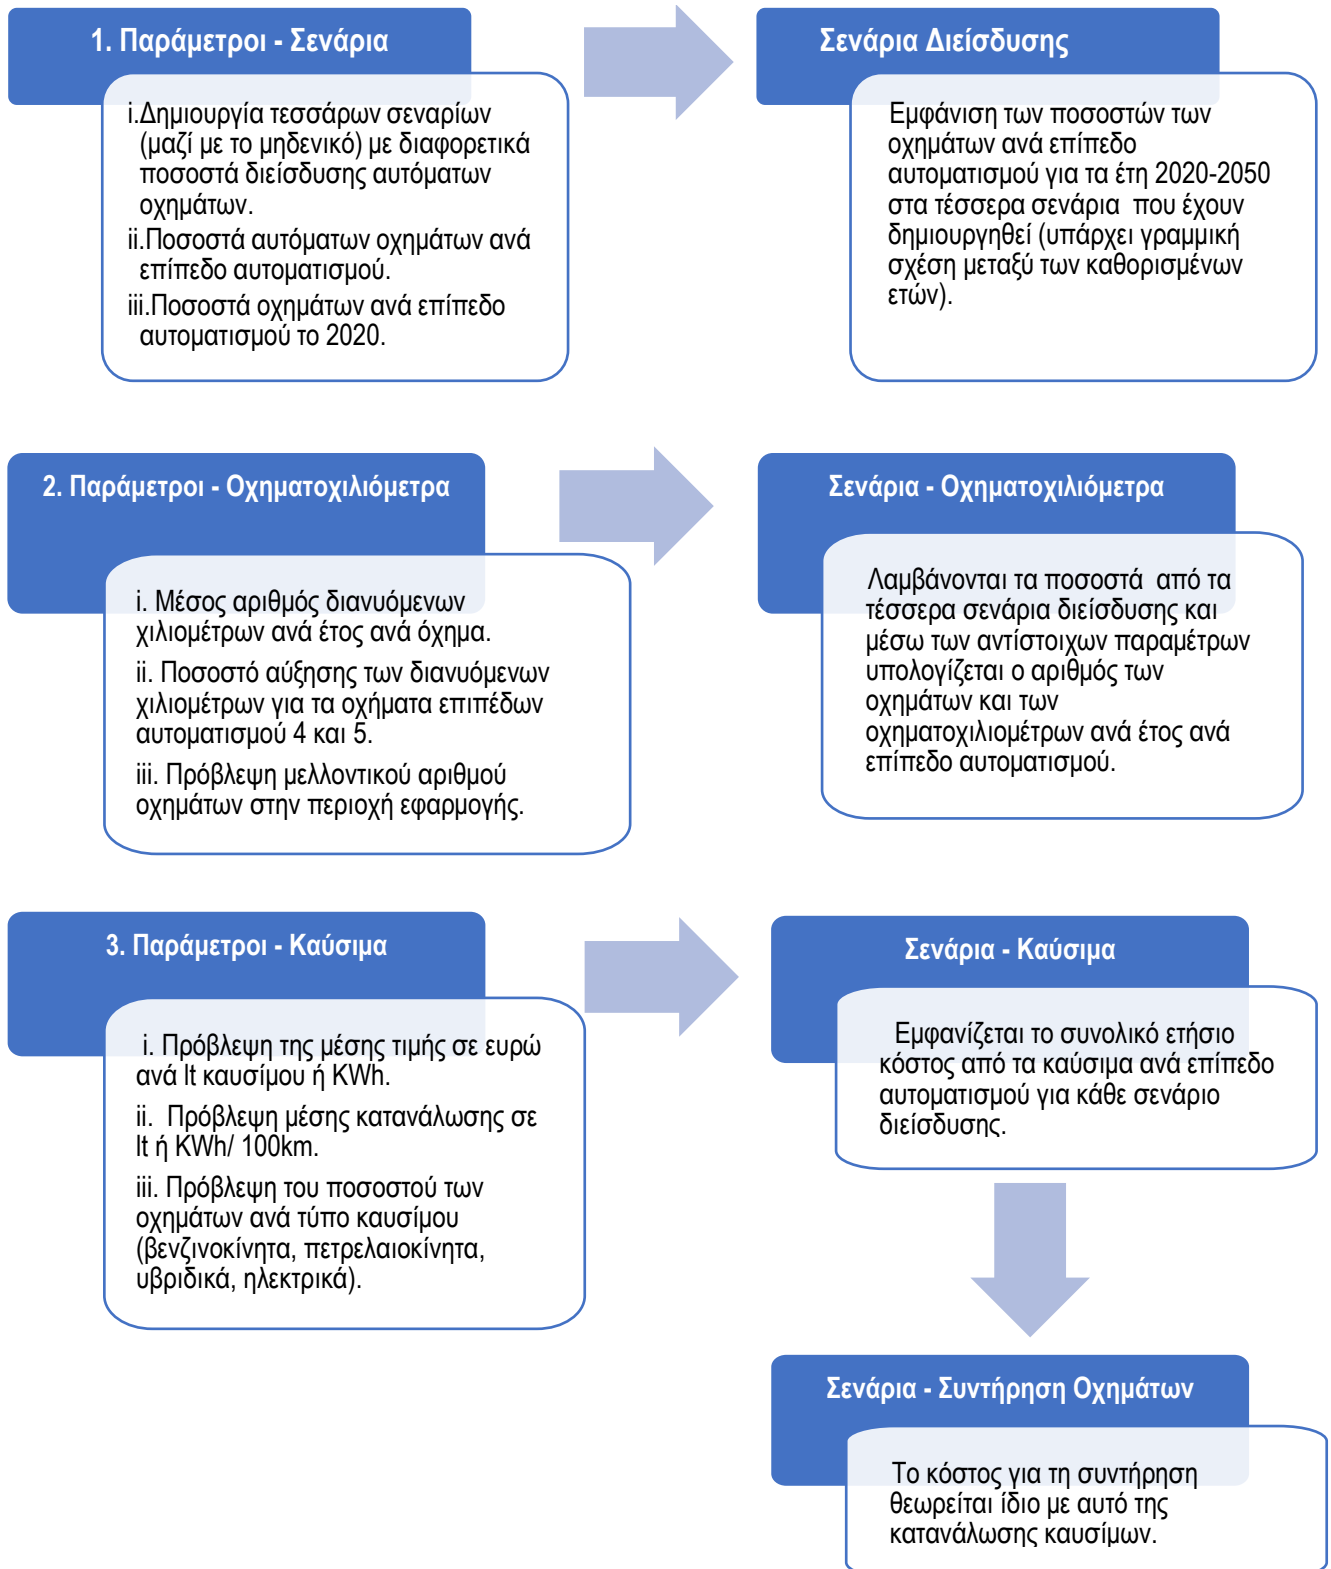 1. Παράμετροι - Σενάρια
i.Δημιουργία τεσσάρων σεναρίων
(μαζί με το μηδενικό) με διαφορετικά
ποσοστά διείσδυσης αυτόματων
οχημάτων.
ii.Ποσοστά αυτόματων οχημάτων ανά
επίπεδο αυτοματισμού.
iii.Ποσοστά οχημάτων ανά επίπεδο
αυτοματισμού το 2020.
Σενάρια Διείσδυσης
Εμφάνιση των ποσοστών των
οχημάτων ανά επίπεδο
αυτοματισμού για τα έτη 2020-2050
στα τέσσερα σενάρια που έχουν
δημιουργηθεί (υπάρχει γραμμική
σχέση μεταξύ των καθορισμένων
ετών).
2. Παράμετροι - Οχηματοχιλιόμετρα
i. Μέσος αριθμός διανυόμενων
χιλιομέτρων ανά έτος ανά όχημα.
ii. Ποσοστό αύξησης των διανυόμενων
χιλιομέτρων για τα οχήματα επιπέδων
αυτοματισμού 4 και 5.
iii. Πρόβλεψη μελλοντικού αριθμού
οχημάτων στην περιοχή εφαρμογής.
Σενάρια - Οχηματοχιλιόμετρα
Λαμβάνονται τα ποσοστά από τα
τέσσερα σενάρια διείσδυσης και
μέσω των αντίστοιχων παραμέτρων
υπολογίζεται ο αριθμός των
οχημάτων και των
οχηματοχιλιομέτρων ανά έτος ανά
επίπεδο αυτοματισμού.
3. Παράμετροι - Καύσιμα
i. Πρόβλεψη της μέσης τιμής σε ευρώ
ανά lt καυσίμου ή KWh.
ii. Πρόβλεψη μέσης κατανάλωσης σε
lt ή KWh/ 100km.
iii. Πρόβλεψη του ποσοστού των
οχημάτων ανά τύπο καυσίμου
(βενζινοκίνητα, πετρελαιοκίνητα,
υβριδικά, ηλεκτρικά).
Σενάρια - Καύσιμα
Εμφανίζεται το συνολικό ετήσιο
κόστος από τα καύσιμα ανά επίπεδο
αυτοματισμού για κάθε σενάριο
διείσδυσης.
Σενάρια - Συντήρηση Οχημάτων
Το κόστος για τη συντήρηση
θεωρείται ίδιο με αυτό της
κατανάλωσης καυσίμων.